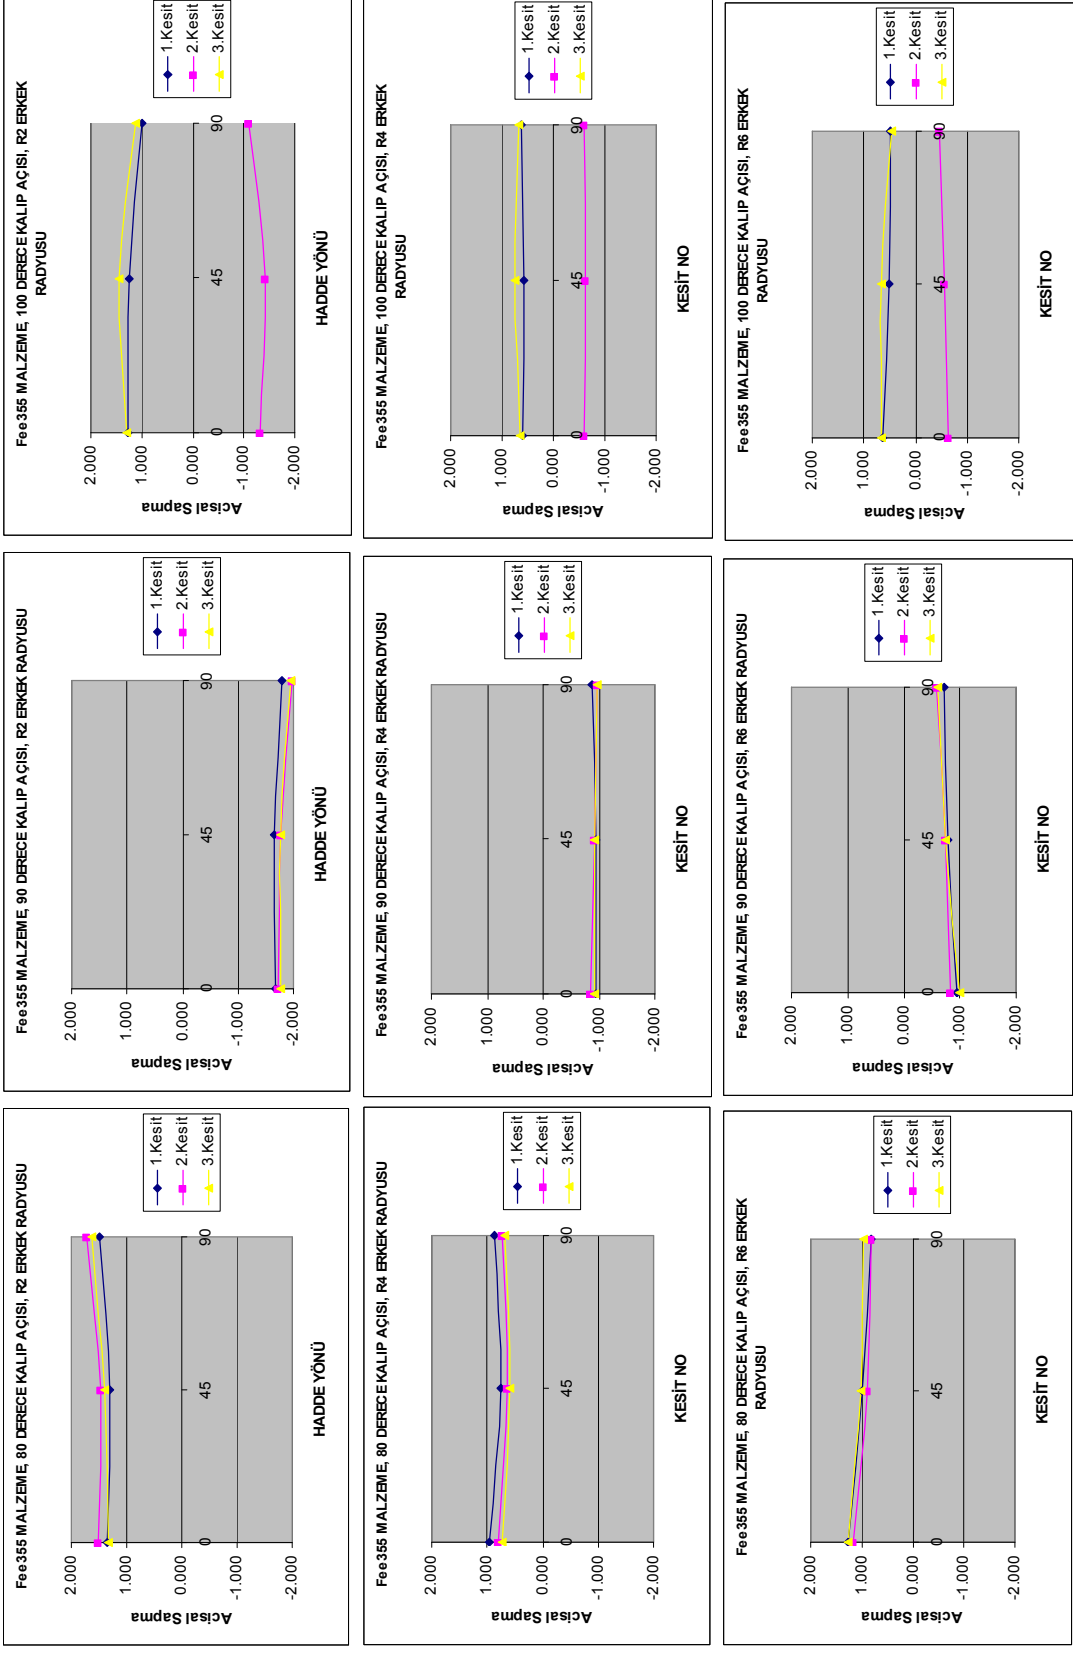 Fee355 MALZEME, 80 DERECE KALIP AÇISI, R2 ERKEK RADYUSU
2.000
1.000
0.000
-1.000
-2.000
Acisal Sapma
0 45 90
HADDE YÖNÜ
1.Kesit
2.Kesit
3.Kesit
Fee355 MALZEME, 90 DERECE KALIP AÇISI, R2 ERKEK RADYUSU
2.000
1.000
0.000
-1.000
-2.000
Acisal Sapma
0 45 90
HADDE YÖNÜ
1.Kesit
2.Kesit
3.Kesit
Fee355 MALZEME, 100 DERECE KALIP AÇISI, R2 ERKEK
RADYUSU
2.000
1.000
0.000
-1.000
-2.000
Acisal Sapma
0 45 90
HADDE YÖNÜ
1.Kesit
2.Kesit
3.Kesit
Fee355 MALZEME, 80 DERECE KALIP AÇISI, R4 ERKEK RADYUSU
2.000
1.000
0.000
-1.000
-2.000
Acisal Sapma
0 45 90
KESİT NO
1.Kesit
2.Kesit
3.Kesit
Fee355 MALZEME, 90 DERECE KALIP AÇISI, R4 ERKEK RADYUSU
2.000
1.000
0.000
-1.000
-2.000
Acisal Sapma
0 45 90
KESİT NO
1.Kesit
2.Kesit
3.Kesit
Fee355 MALZEME, 100 DERECE KALIP AÇISI, R4 ERKEK
RADYUSU
2.000
1.000
0.000
-1.000
-2.000
Acisal Sapma
0 45 90
KESİT NO
1.Kesit
2.Kesit
3.Kesit
Fee355 MALZEME, 80 DERECE KALIP AÇISI, R6 ERKEK
RADYUSU
2.000
1.000
0.000
-1.000
-2.000
Acisal Sapma
0 45 90
KESİT NO
1.Kesit
2.Kesit
3.Kesit
Fee355 MALZEME, 90 DERECE KALIP AÇISI, R6 ERKEK RADYUSU
2.000
1.000
0.000
-1.000
-2.000
Acisal Sapma
0 45 90
KESİT NO
1.Kesit
2.Kesit
3.Kesit
Fee355 MALZEME, 100 DERECE KALIP AÇISI, R6 ERKEK
RADYUSU
2.000
1.000
0.000
-1.000
-2.000
Acisal Sapma
0 45 90
KESİT NO
1.Kesit
2.Kesit
3.Kesit